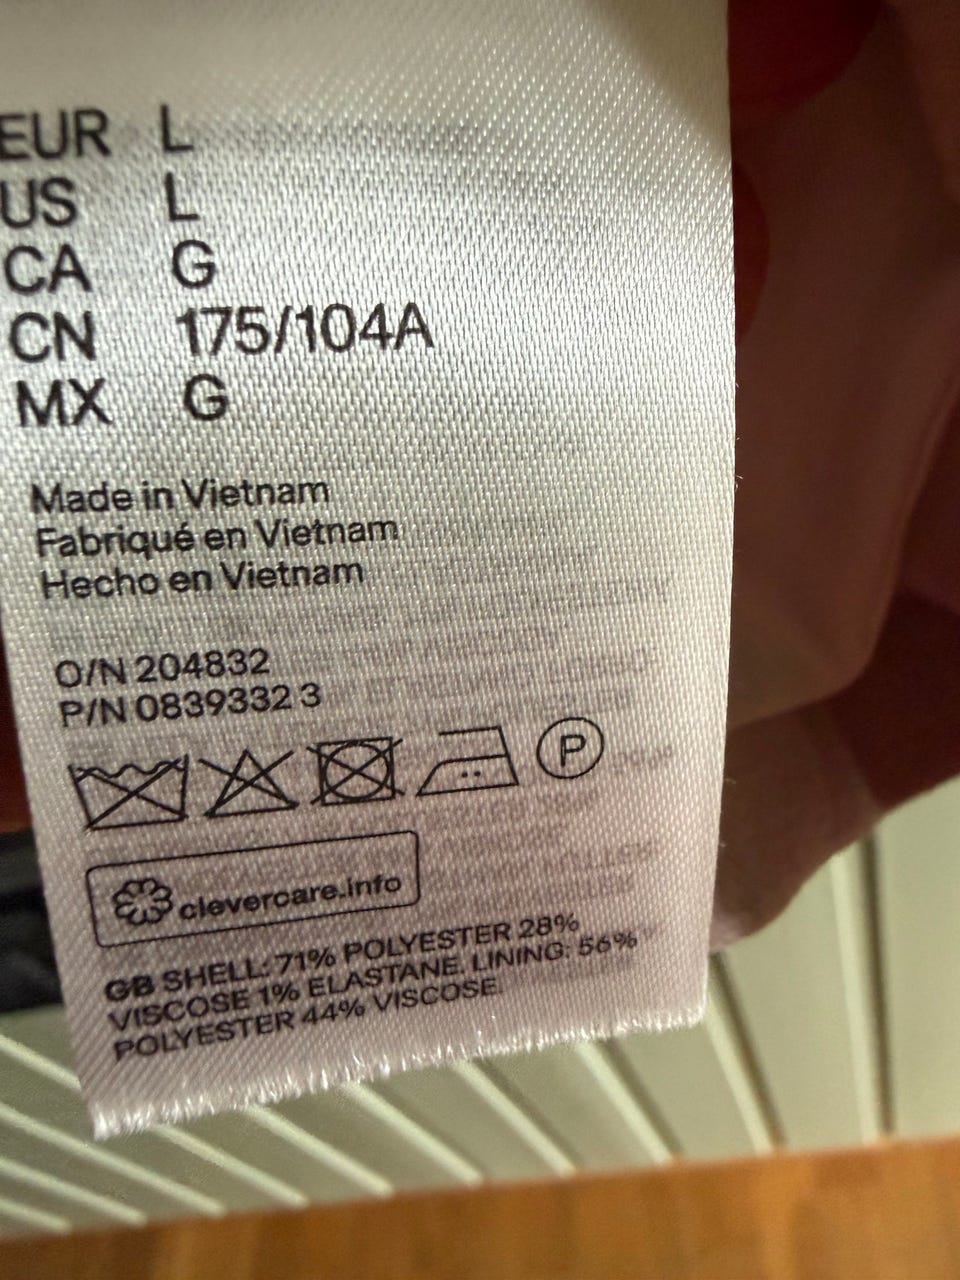 EUR L
US L
CA G
CN 175/104A
MX G
Made in Vietnam
Fabriqué en Vietnam
Hecho en Vietnam
O/N 204832
P/N 0839332 3
P
clevercare.info
GB SHELL: 71% POLYESTER 28%
VISCOSE 1% ELASTANE. LINING: 56%
POLYESTER 44% VISCOSE.